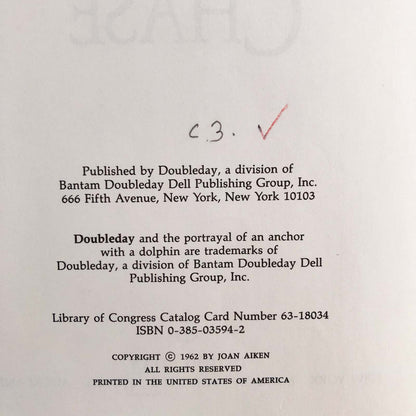 CHASE
C 3. ✓
Published by Doubleday, a division of
Bantam Doubleday Dell Publishing Group, Inc.
666 Fifth Avenue, New York, New York 10103
Doubleday and the portrayal of an anchor
with a dolphin are trademarks of
Doubleday, a division of Bantam Doubleday Dell
Publishing Group, Inc.
Library of Congress Catalog Card Number 63-18034
ISBN 0-385-03594-2
COPYRIGHT © 1962 BY JOAN AIKEN
ALL RIGHTS RESERVED
PRINTED IN THE UNITED STATES OF AMERICA